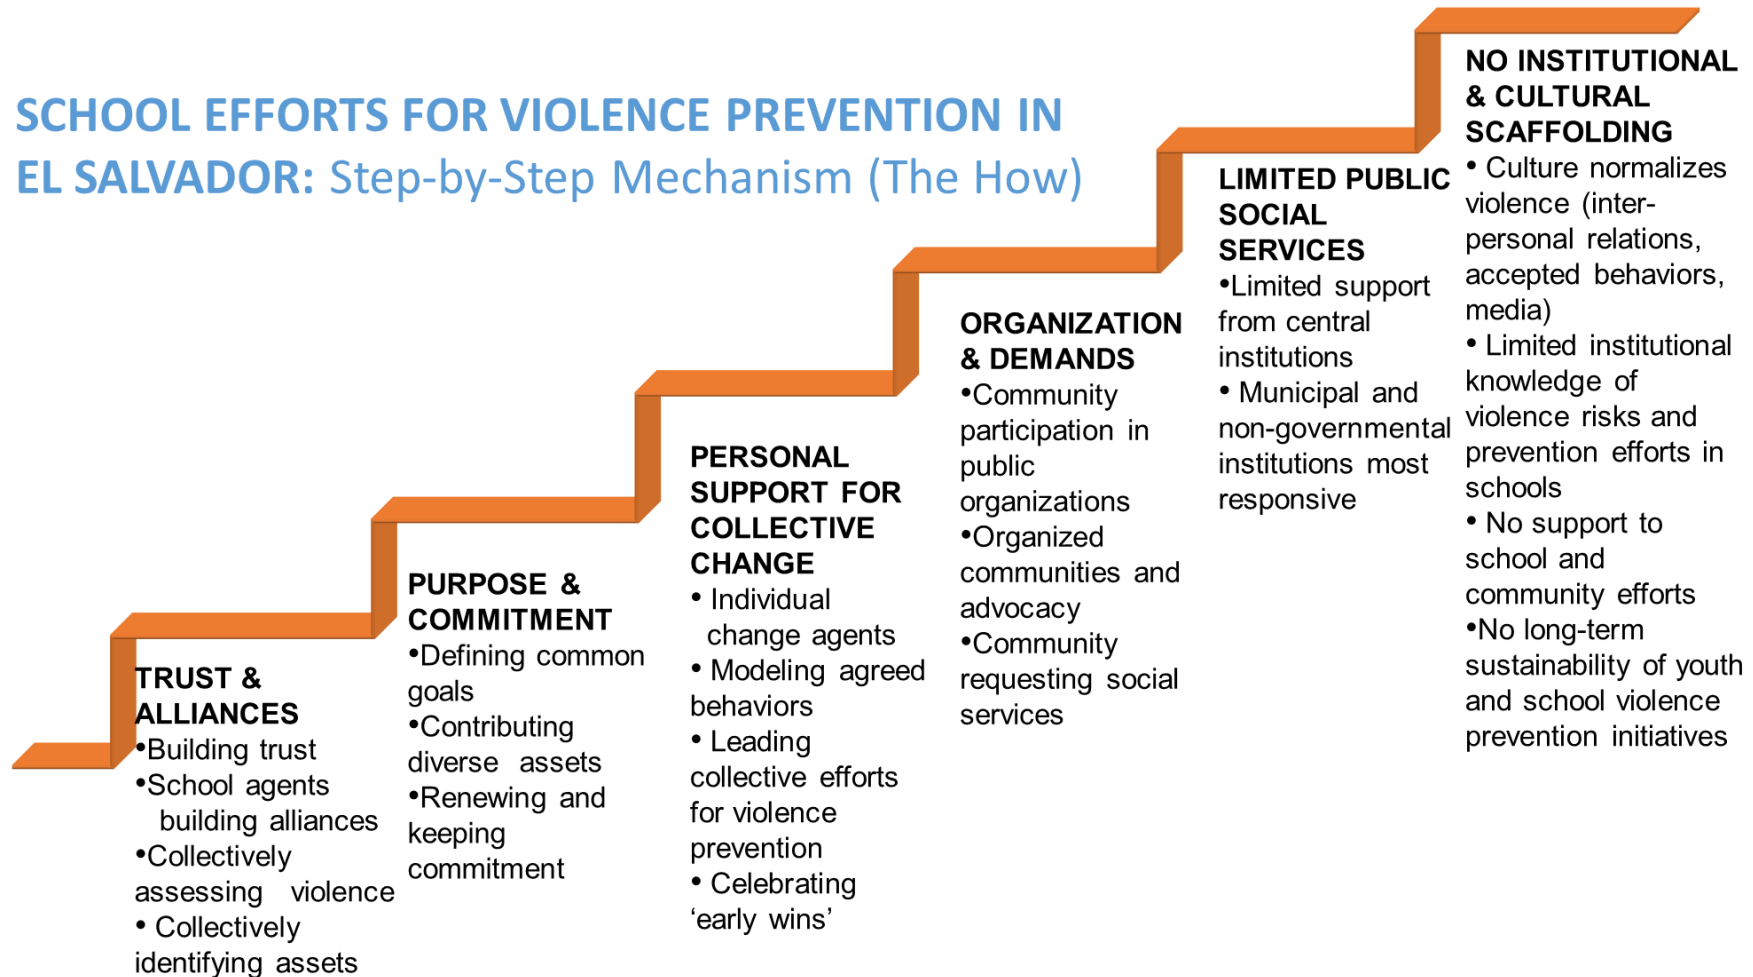 SCHOOL EFFORTS FOR VIOLENCE PREVENTION IN
EL SALVADOR: Step-by-Step Mechanism (The How)
TRUST &
ALLIANCES
•Building trust
•School agents
building alliances
•Collectively
assessing violence
• Collectively
identifying assets
PURPOSE &
COMMITMENT
•Defining common
goals
•Contributing
diverse assets
•Renewing and
keeping
commitment
PERSONAL
SUPPORT FOR
COLLECTIVE
CHANGE
• Individual
change agents
• Modeling agreed
behaviors
• Leading
collective efforts
for violence
prevention
• Celebrating
‘early wins’
ORGANIZATION
& DEMANDS
•Community
participation in
public
organizations
•Organized
communities and
advocacy
•Community
requesting social
services
LIMITED PUBLIC
SOCIAL
SERVICES
•Limited support
from central
institutions
• Municipal and
non-governmental
institutions most
responsive
NO INSTITUTIONAL
& CULTURAL
SCAFFOLDING
• Culture normalizes
violence (inter-
personal relations,
accepted behaviors,
media)
• Limited institutional
knowledge of
violence risks and
prevention efforts in
schools
• No support to
school and
community efforts
•No long-term
sustainability of youth
and school violence
prevention initiatives